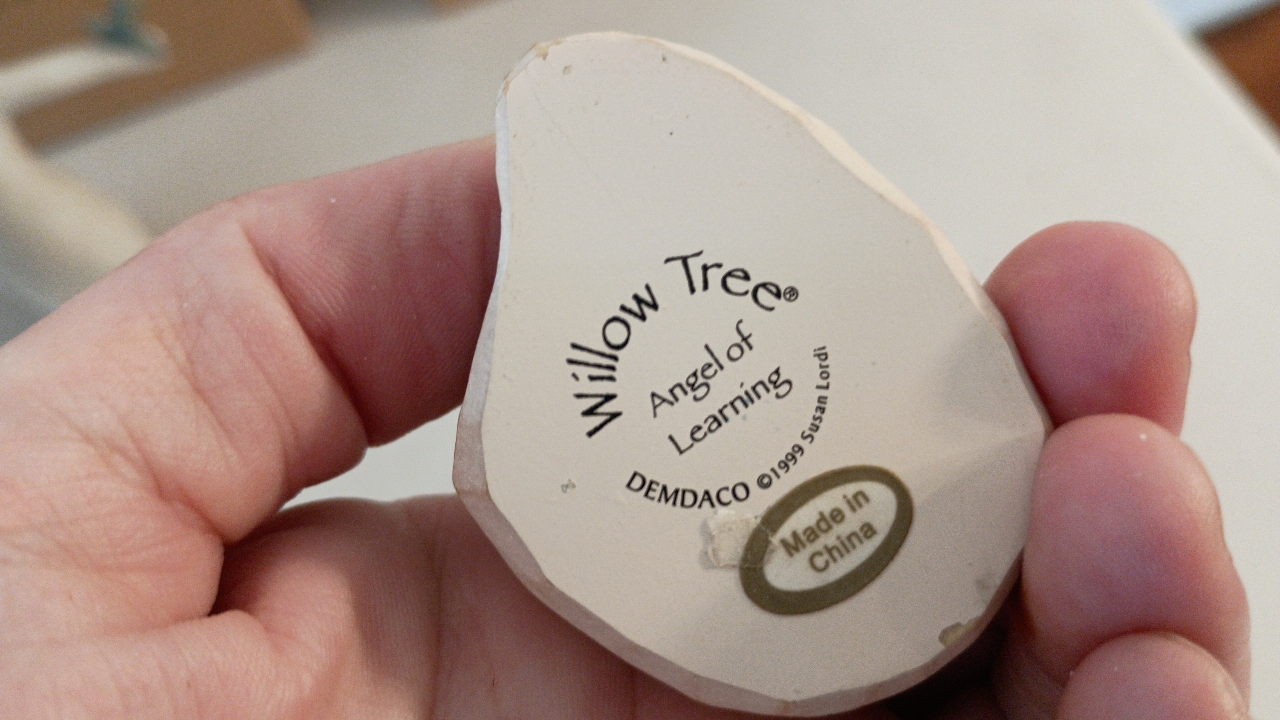 Willow Tree®
Angel of
Learning
DEMDACO ©1999 Susan Lordi
Made in
China